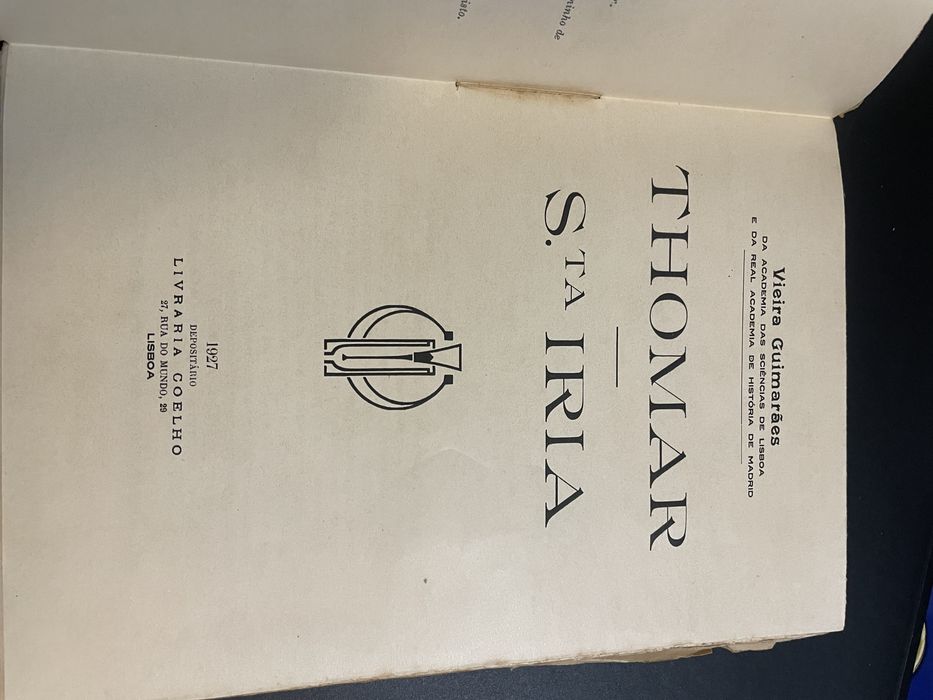 Vieira Guimarães
DA ACADEMIA DAS SCIÊNCIAS DE LISBOA
E DA REAL ACADEMIA DE HISTÓRIA DE MADRID
THOMAR
S.TA IRIA
1927
DEPOSITÁRIO
LIVRARIA COELHO
27, RUA DO MUNDO, 29
LISBOA